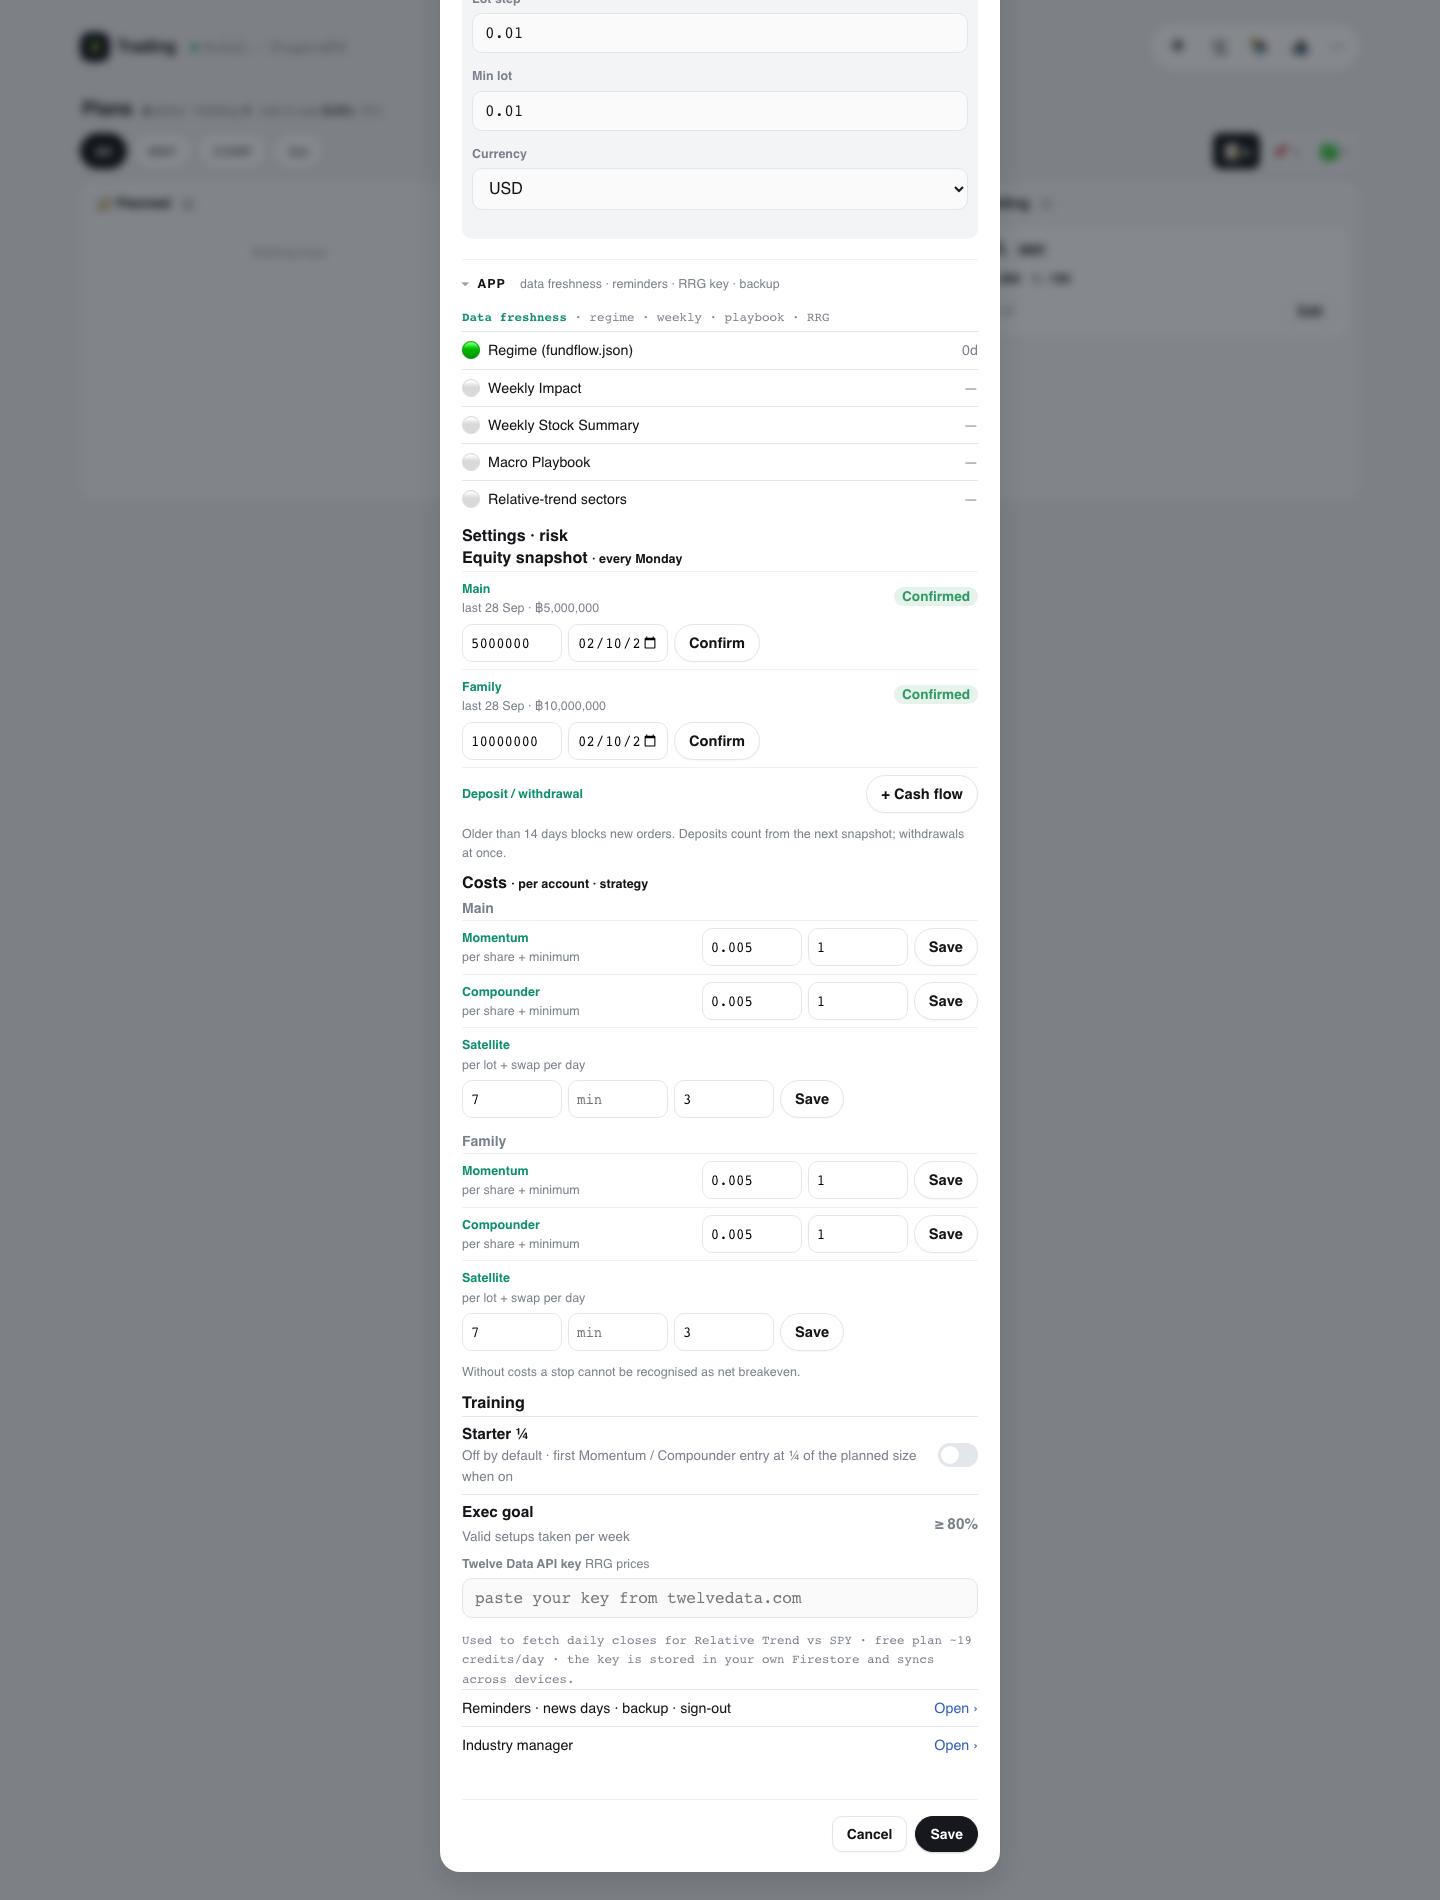 Lot step
0.01
Min lot
0.01
Currency
USD
APP data freshness · reminders · RRG key · backup
Data freshness · regime · weekly · playbook · RRG
Regime (fundflow.json) 0d
Weekly Impact —
Weekly Stock Summary —
Macro Playbook —
Relative-trend sectors —
Settings · risk
Equity snapshot · every Monday
Main
Confirmed
last 28 Sep · ฿5,000,000
5000000 02/10/2 Confirm
Family
Confirmed
last 28 Sep · ฿10,000,000
10000000 02/10/2 Confirm
Deposit / withdrawal + Cash flow
Older than 14 days blocks new orders. Deposits count from the next snapshot; withdrawals
at once.
Costs · per account · strategy
Main
Momentum
per share + minimum
0.005 1 Save
Compounder
per share + minimum
0.005 1 Save
Satellite
per lot + swap per day
7 min 3 Save
Family
Momentum
per share + minimum
0.005 1 Save
Compounder
per share + minimum
0.005 1 Save
Satellite
per lot + swap per day
7 min 3 Save
Without costs a stop cannot be recognised as net breakeven.
Training
Starter ¼
Off by default · first Momentum / Compounder entry at ¼ of the planned size
when on
Exec goal
≥ 80%
Valid setups taken per week
Twelve Data API key RRG prices
paste your key from twelvedata.com
Used to fetch daily closes for Relative Trend vs SPY · free plan ~19
credits/day · the key is stored in your own Firestore and syncs
across devices.
Reminders · news days · backup · sign-out Open ›
Industry manager Open ›
Cancel Save
Trading
Plans
Planned